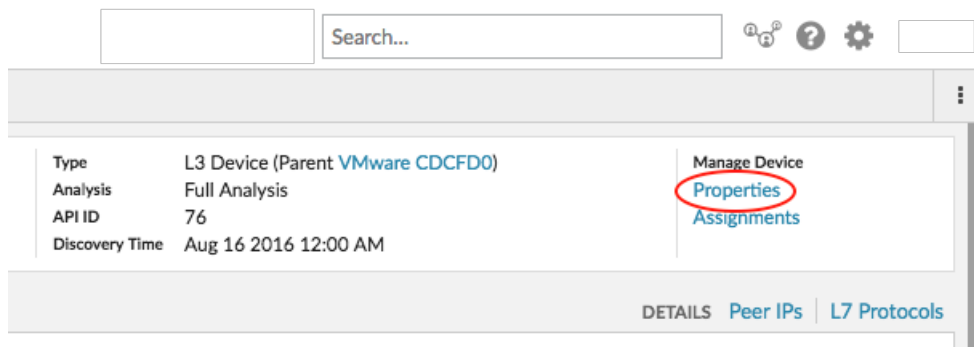 Search...
Type L3 Device (Parent VMware CDCFD0) Manage Device
Analysis Full Analysis Properties
API ID 76 Assignments
Discovery Time Aug 16 2016 12:00 AM
DETAILS Peer IPs L7 Protocols